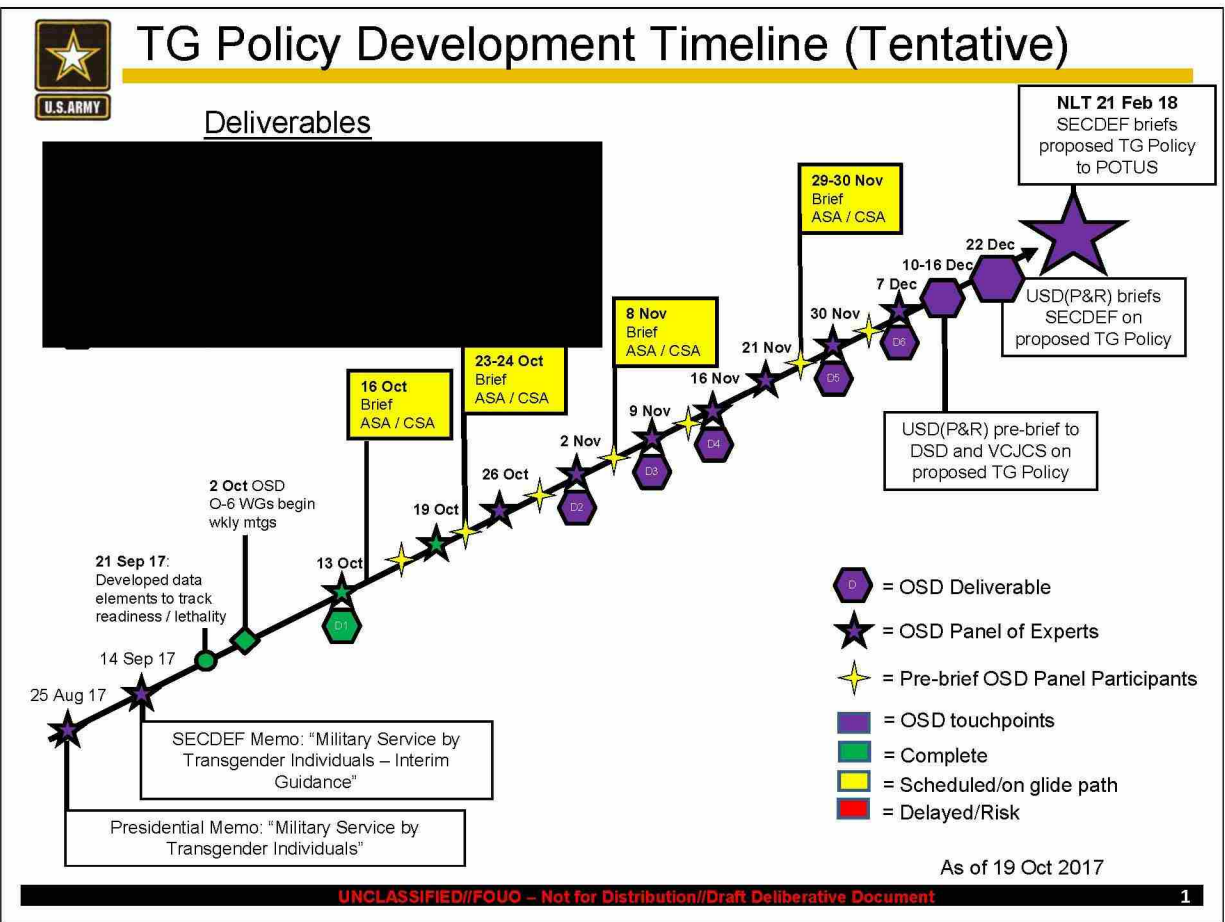 TG Policy Development Timeline (Tentative)
U.S.ARMY
Deliverables
NLT 21 Feb 18
SECDEF briefs
proposed TG Policy
to POTUS
29-30 Nov
Brief
ASA / CSA
22 Dec
10-16 Dec
7 Dec
USD(P&R) briefs
SECDEF on
proposed TG Policy
8 Nov
Brief
ASA / CSA
30 Nov
D6
23-24 Oct
Brief
ASA / CSA
21 Nov
D5
16 Oct
Brief
ASA / CSA
16 Nov
9 Nov
D4
USD(P&R) pre-brief to
DSD and VCJCS on
proposed TG Policy
2 Nov
D3
26 Oct
D2
2 Oct OSD
O-6 WGs begin
wkly mtgs
19 Oct
21 Sep 17:
Developed data
elements to track
readiness / lethality
13 Oct
D1
14 Sep 17
25 Aug 17
SECDEF Memo: “Military Service by
Transgender Individuals – Interim
Guidance”
Presidential Memo: “Military Service by
Transgender Individuals”
D = OSD Deliverable
= OSD Panel of Experts
= Pre-brief OSD Panel Participants
= OSD touchpoints
= Complete
= Scheduled/on glide path
= Delayed/Risk
As of 19 Oct 2017
UNCLASSIFIED//FOUO – Not for Distribution//Draft Deliberative Document
1